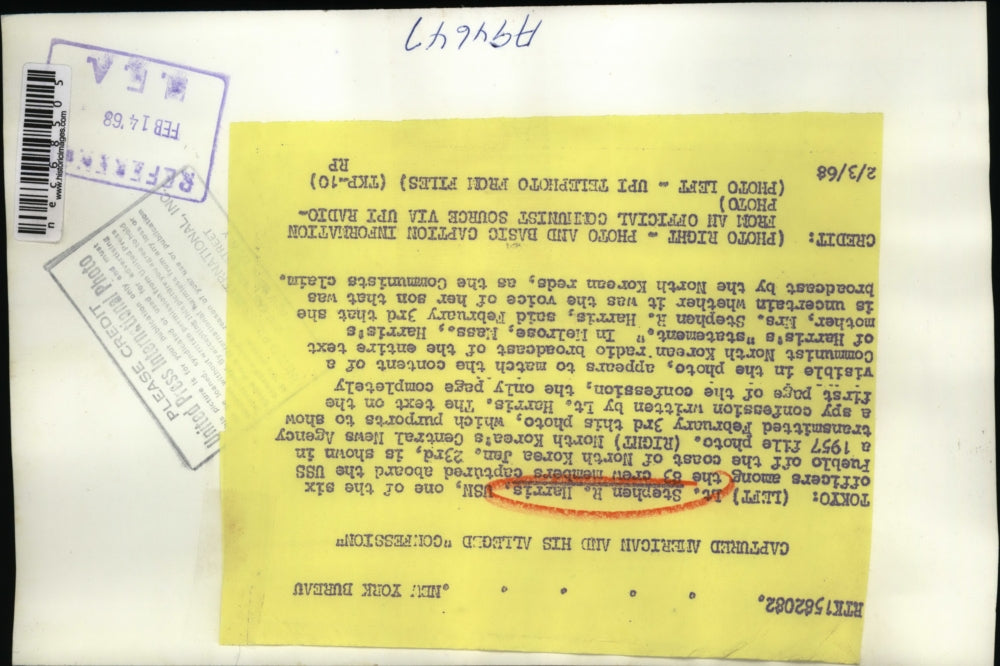 A94647
N.E.A
FEB 14 '68
REFERENCE
nec68505
www.historicimages.com
PLEASE CREDIT
United Press International Photo
RTK1582082. . . . . .NEW YORK BUREAU
CAPTURED AMERICAN AND HIS ALLEGED "CONFESSION"
TOKYO: (LEFT) Lt. Stephen R. Harris, USN, one of the six
officers among the 83 crew members captured aboard the USS
Pueblo off the coast of North Korea Jan. 23rd, is shown in
a 1957 file photo. (RIGHT) North Korea's Central News Agency
transmitted February 3rd this photo, which purports to show
a spy confession written by Lt. Harris. The text on the
first page of the confession, the only page completely
visible in the photo, appears to match the content of a
Communist North Korean radio broadcast of the entire text
of Harris's "statement." In Melrose, Mass., Harris's
mother, Mrs. Stephen R. Harris, said February 3rd that she
is uncertain whether it was the voice of her son that was
broadcast by the North Korean reds, as the Communists claim.
CREDIT: (PHOTO RIGHT - PHOTO AND BASIC CAPTION INFORMATION
FROM AN OFFICIAL COMMUNIST SOURCE VIA UPI RADIO-
PHOTO)
(PHOTO LEFT - UPI TELEPHOTO FROM FILES) (TKP-10)
2/3/68 RP